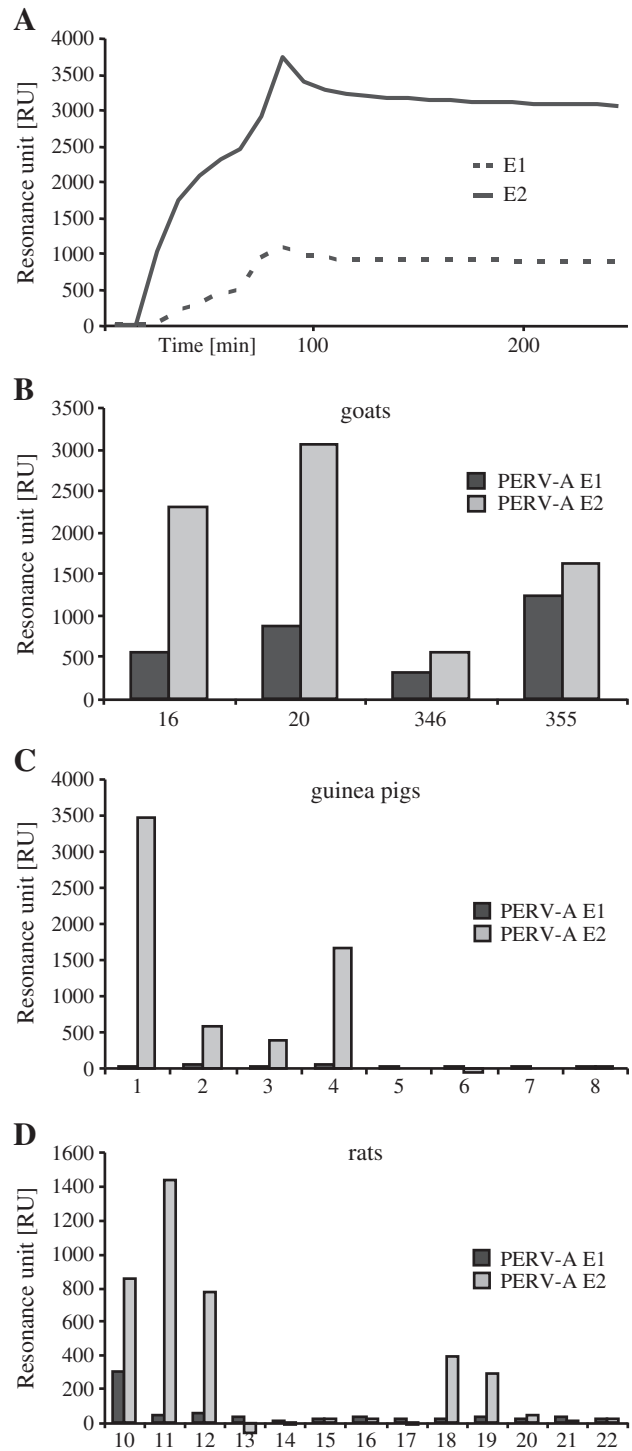 A
Resonance unit [RU]
4000
3500
3000
2500
2000
1500
1000
500
0
E1
E2
Time [min]
100
200
B
goats
Resonance unit [RU]
3500
3000
2500
2000
1500
1000
500
0
PERV-A E1
PERV-A E2
16 20 346 355
C
guinea pigs
Resonance unit [RU]
4000
3500
3000
2500
2000
1500
1000
500
0
PERV-A E1
PERV-A E2
1 2 3 4 5 6 7 8
D
rats
Resonance unit [RU]
1600
1400
1200
1000
800
600
400
200
0
PERV-A E1
PERV-A E2
10 11 12 13 14 15 16 17 18 19 20 21 22